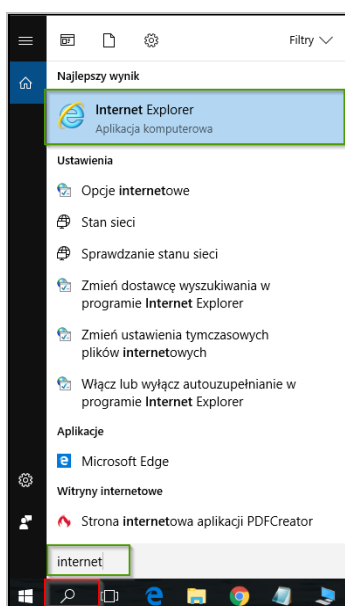 Filtry
Najlepszy wynik
Internet Explorer
Aplikacja komputerowa
Ustawienia
Opcje internetowe
Stan sieci
Sprawdzanie stanu sieci
Zmień dostawcę wyszukiwania w
programie Internet Explorer
Zmień ustawienia tymczasowych
plików internetowych
Włącz lub wyłącz autouzupełnianie w
programie Internet Explorer
Aplikacje
Microsoft Edge
Witryny internetowe
Strona internetowa aplikacji PDFCreator
internet